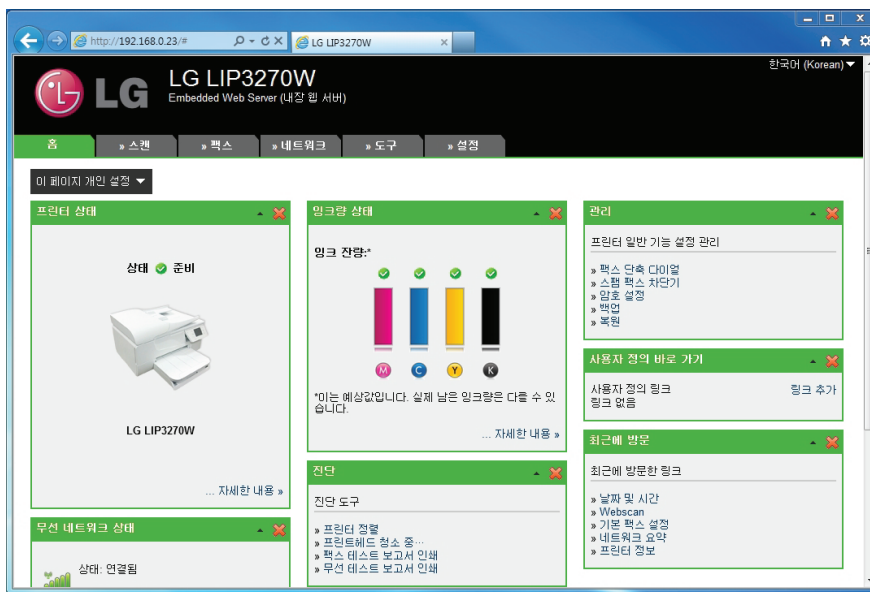 http://192.168.0.23/#
LG LIP3270W
한국어 (Korean)
LG
LG LIP3270W
Embedded Web Server (내장 웹 서버)
홈
» 스캔
» 팩스
» 네트워크
» 도구
» 설정
이 페이지 개인 설정
프린터 상태
상태 준비
LG LIP3270W
... 자세한 내용 »
무선 네트워크 상태
상태: 연결됨
잉크량 상태
잉크 잔량:*
M C Y K
*이는 예상값입니다. 실제 남은 잉크량은 다를 수 있
습니다.
... 자세한 내용 »
진단
진단 도구
» 프린터 정렬
» 프린트헤드 청소 중...
» 팩스 테스트 보고서 인쇄
» 무선 테스트 보고서 인쇄
관리
프린터 일반 기능 설정 관리
» 팩스 단축 다이얼
» 스팸 팩스 차단기
» 암호 설정
» 백업
» 복원
사용자 정의 바로 가기
사용자 정의 링크
링크 추가
링크 없음
최근에 방문
최근에 방문한 링크
» 날짜 및 시간
» Webscan
» 기본 팩스 설정
» 네트워크 요약
» 프린터 정보